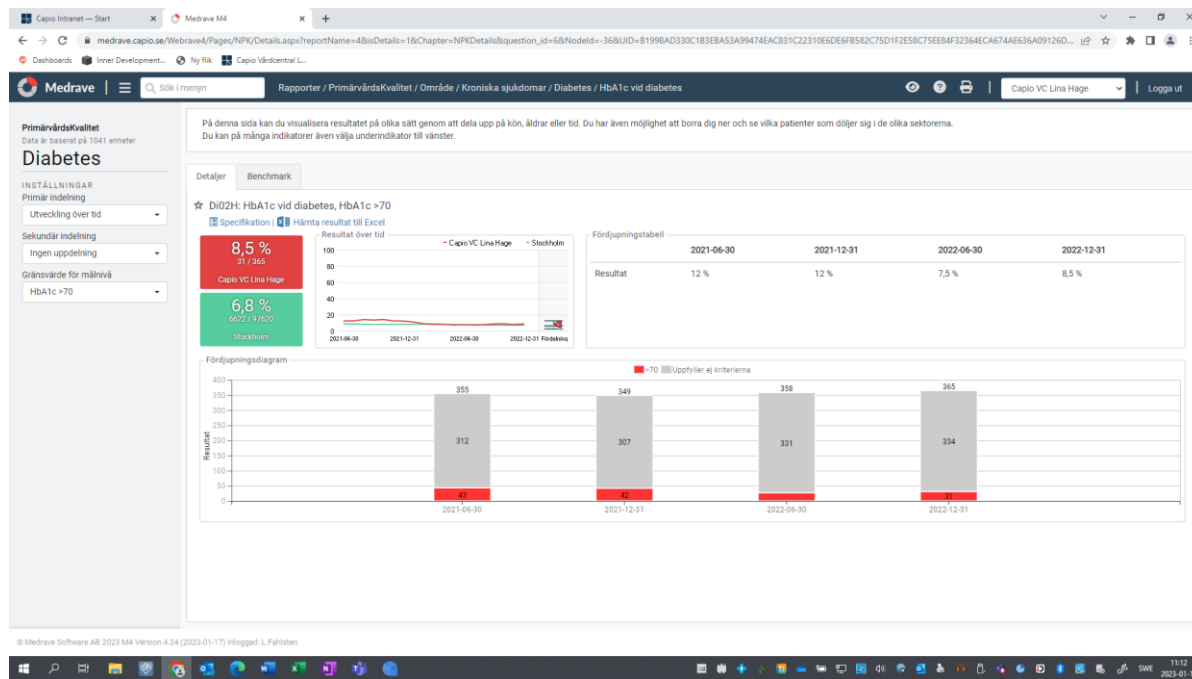 Capio Intranet — Start
Medrave M4
medrave.capio.se/Webrave4/Pages/NPK/Details.aspx?reportName=4&isDetails=1&Chapter=NPKDetails&question_id=6&NodeId=-36&UID=
Dashboards Inner Development... Ny flik Capio Vårdcentral L...
Medrave Sök i menyn Rapporter / PrimärvårdsKvalitet / Område / Kroniska sjukdomar / Diabetes / HbA1c vid diabetes Capio VC Lina Hage Logga ut
PrimärvårdsKvalitet
Data är baserat på 1041 enheter
Diabetes
INSTÄLLNINGAR
Primär indelning
Utveckling över tid
Sekundär indelning
Ingen uppdelning
Gränsvärde för målnivå
HbA1c >70
På denna sida kan du visualisera resultatet på olika sätt genom att dela upp på kön, åldrar eller tid. Du har även möjlighet att borra dig ner och se vilka patienter som döljer sig i de olika sektorerna.
Du kan på många indikatorer även välja underindikator till vänster.
Detaljer Benchmark
Di02H: HbA1c vid diabetes, HbA1c >70
Specifikation | Hämta resultat till Excel
8,5 %
31 / 365
Capio VC Lina Hage
6,8 %
6622 / 97620
Stockholm
Resultat över tid
Capio VC Lina Hage Stockholm
100
80
60
40
20
0
2021-06-30 2021-12-31 2022-06-30 2022-12-31 Fördelning
Fördjupningstabell
2021-06-30 2021-12-31 2022-06-30 2022-12-31
Resultat 12 % 12 % 7,5 % 8,5 %
Fördjupningsdiagram
>70 Uppfyller ej kriterierna
Resultat
400
350
300
250
200
150
100
50
0
355 349 358 365
312 307 331 334
43 42 31
2021-06-30 2021-12-31 2022-06-30 2022-12-31
© Medrave Software AB 2023 M4 Version 4.24 (2023-01-17) Inloggad: L.Fahlsten
SWE
11:12